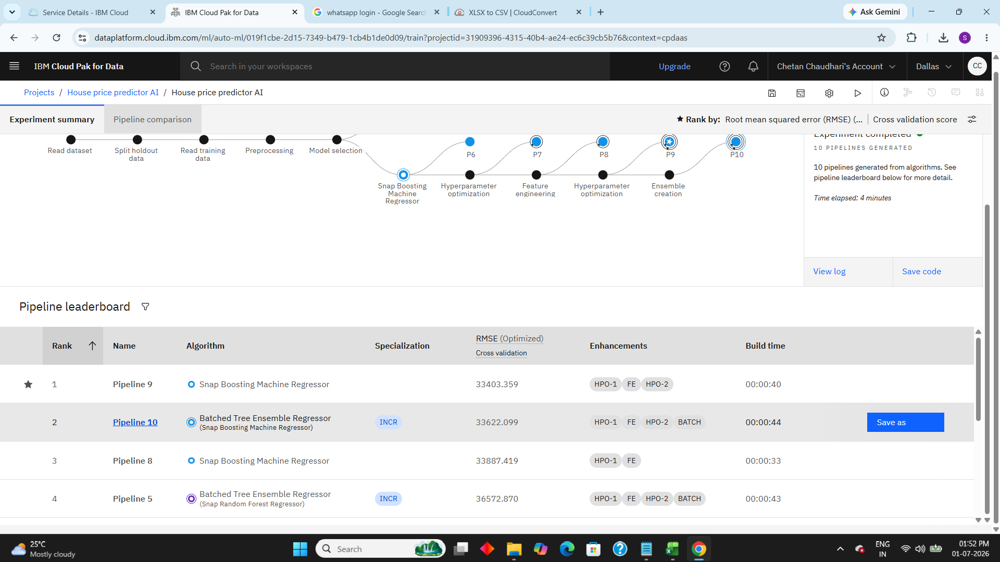 Service Details - IBM Cloud
IBM Cloud Pak for Data
whatsapp login - Google Search
XLSX to CSV | CloudConvert
Ask Gemini
dataplatform.cloud.ibm.com/ml/auto-ml/019f1cbe-2d15-7349-b479-1cb4b1de0d09/train?projectid=31909396-4315-40b4-ae24-ec6c39cb5b76&context=cpdaas
S
IBM Cloud Pak for Data
Search in your workspaces
Upgrade
Chetan Chaudhari's Account
Dallas
CC
Projects / House price predictor AI / House price predictor AI
Experiment summary
Pipeline comparison
Rank by: Root mean squared error (RMSE) (...
Cross validation score
Read dataset
Split holdout
data
Read training
data
Preprocessing
Model selection
P6
P7
P8
P9
P10
Snap Boosting
Machine
Regressor
Hyperparameter
optimization
Feature
engineering
Hyperparameter
optimization
Ensemble
creation
Experiment completed
10 PIPELINES GENERATED
10 pipelines generated from algorithms. See
pipeline leaderboard below for more detail.
Time elapsed: 4 minutes
View log
Save code
Pipeline leaderboard
Rank Name Algorithm Specialization RMSE (Optimized) Enhancements Build time
Cross validation
1 Pipeline 9 Snap Boosting Machine Regressor 33403.359 HPO-1 FE HPO-2 00:00:40
2 Pipeline 10 Batched Tree Ensemble Regressor INCR 33622.099 HPO-1 FE HPO-2 BATCH 00:00:44 Save as
(Snap Boosting Machine Regressor)
3 Pipeline 8 Snap Boosting Machine Regressor 33887.419 HPO-1 FE 00:00:33
4 Pipeline 5 Batched Tree Ensemble Regressor INCR 36572.870 HPO-1 FE HPO-2 BATCH 00:00:43
(Snap Random Forest Regressor)
25°C
Mostly cloudy
Search
ENG
IN
01:52 PM
01-07-2026